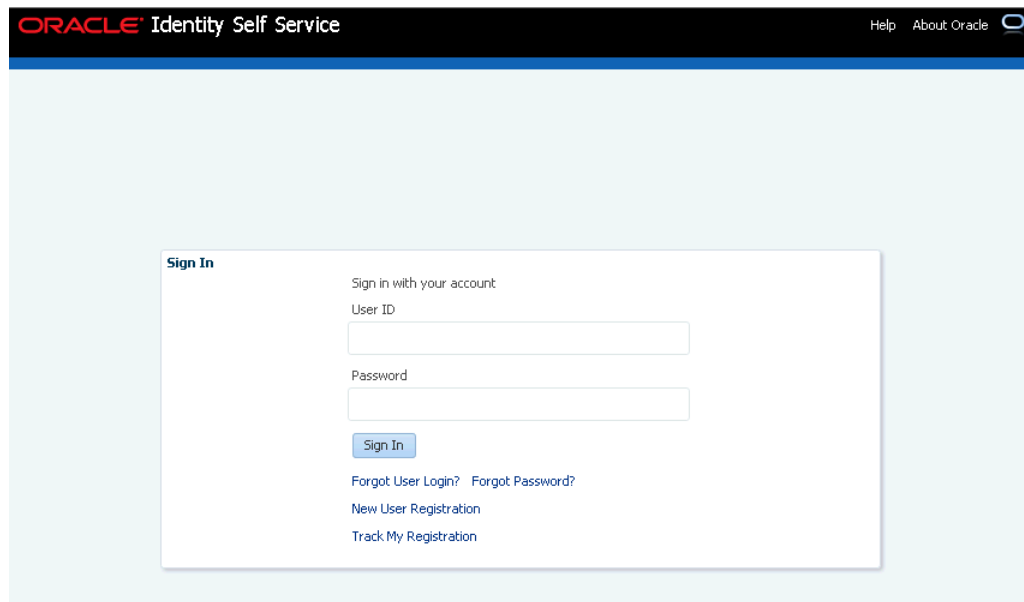 ORACLE Identity Self Service Help About Oracle
Sign In
Sign in with your account
User ID
Password
Sign In
Forgot User Login? Forgot Password?
New User Registration
Track My Registration